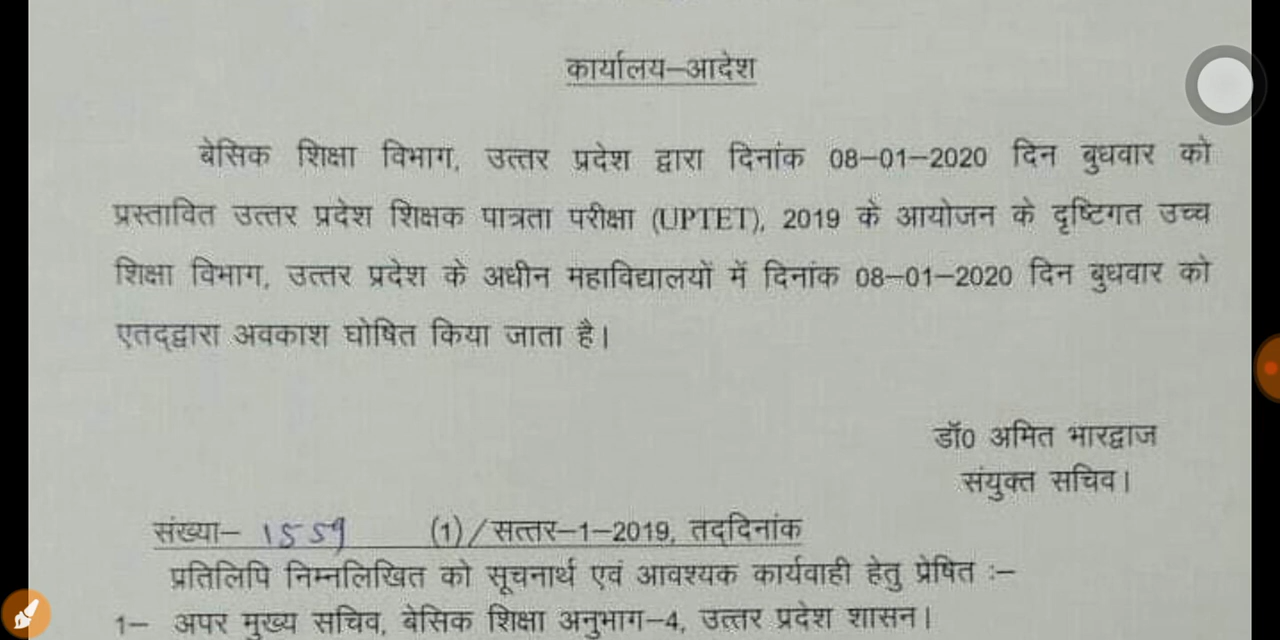 कार्यालय–आदेश
बेसिक शिक्षा विभाग, उत्तर प्रदेश द्वारा दिनांक 08–01–2020 दिन बुधवार को
प्रस्तावित उत्तर प्रदेश शिक्षक पात्रता परीक्षा (UPTET), 2019 के आयोजन के दृष्टिगत उच्च
शिक्षा विभाग, उत्तर प्रदेश के अधीन महाविद्यालयों में दिनांक 08–01–2020 दिन बुधवार को
एतद्द्वारा अवकाश घोषित किया जाता है।
डॉ0 अमित भारद्वाज
संयुक्त सचिव।
संख्या– 1559 (1)/सत्तर–1–2019, तद्दिनांक
प्रतिलिपि निम्नलिखित को सूचनार्थ एवं आवश्यक कार्यवाही हेतु प्रेषित :–
1– अपर मुख्य सचिव, बेसिक शिक्षा अनुभाग–4, उत्तर प्रदेश शासन।